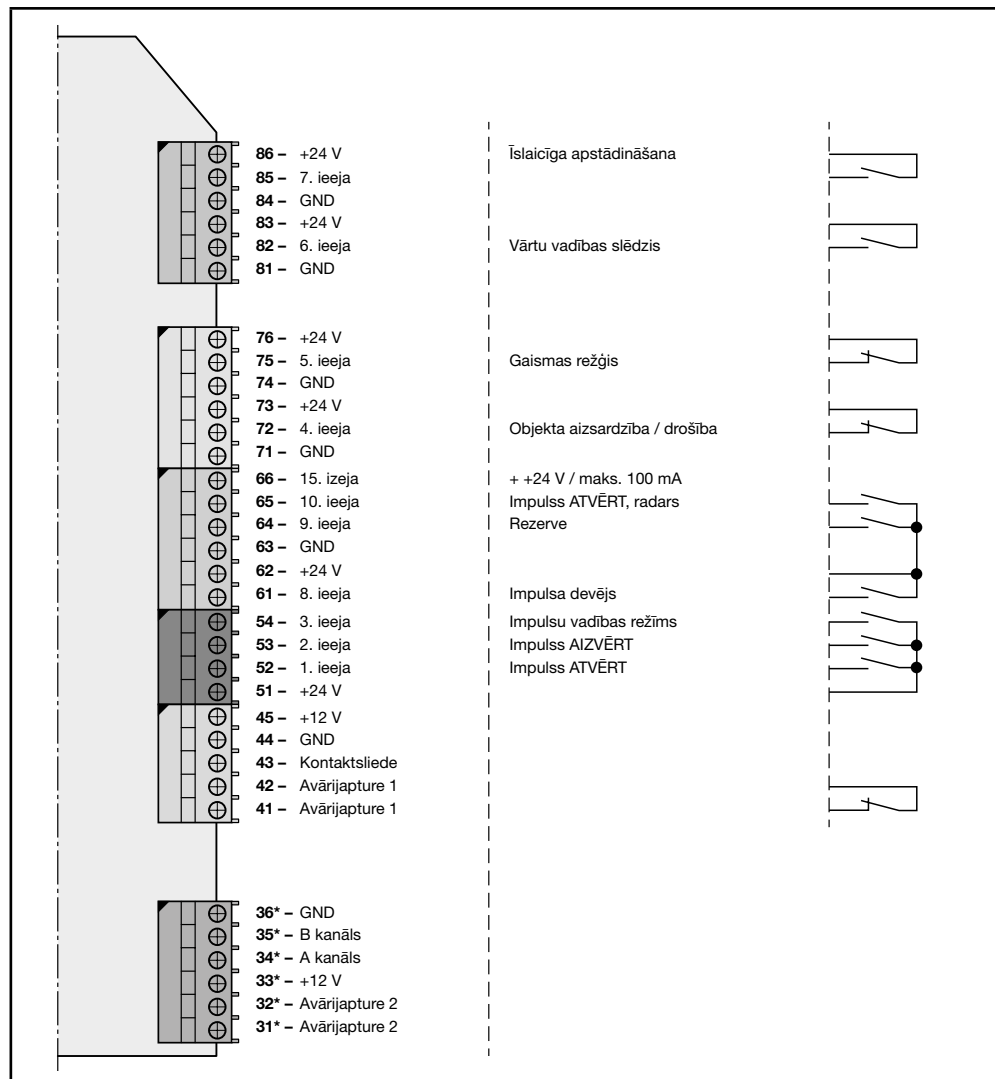 86 – +24 V Īslaicīga apstādināšana
85 – 7. ieeja
84 – GND
83 – +24 V
82 – 6. ieeja Vārtu vadības slēdzis
81 – GND
76 – +24 V
75 – 5. ieeja Gaismas režģis
74 – GND
73 – +24 V
72 – 4. ieeja Objekta aizsardzība / drošība
71 – GND
66 – 15. izeja + +24 V / maks. 100 mA
65 – 10. ieeja Impulss ATVĒRT, radars
64 – 9. ieeja Rezerve
63 – GND
62 – +24 V
61 – 8. ieeja Impulsa devējs
54 – 3. ieeja Impulsu vadības režīms
53 – 2. ieeja Impulss AIZVĒRT
52 – 1. ieeja Impulss ATVĒRT
51 – +24 V
45 – +12 V
44 – GND
43 – Kontaktsliede
42 – Avārijapture 1
41 – Avārijapture 1
36* – GND
35* – B kanāls
34* – A kanāls
33* – +12 V
32* – Avārijapture 2
31* – Avārijapture 2